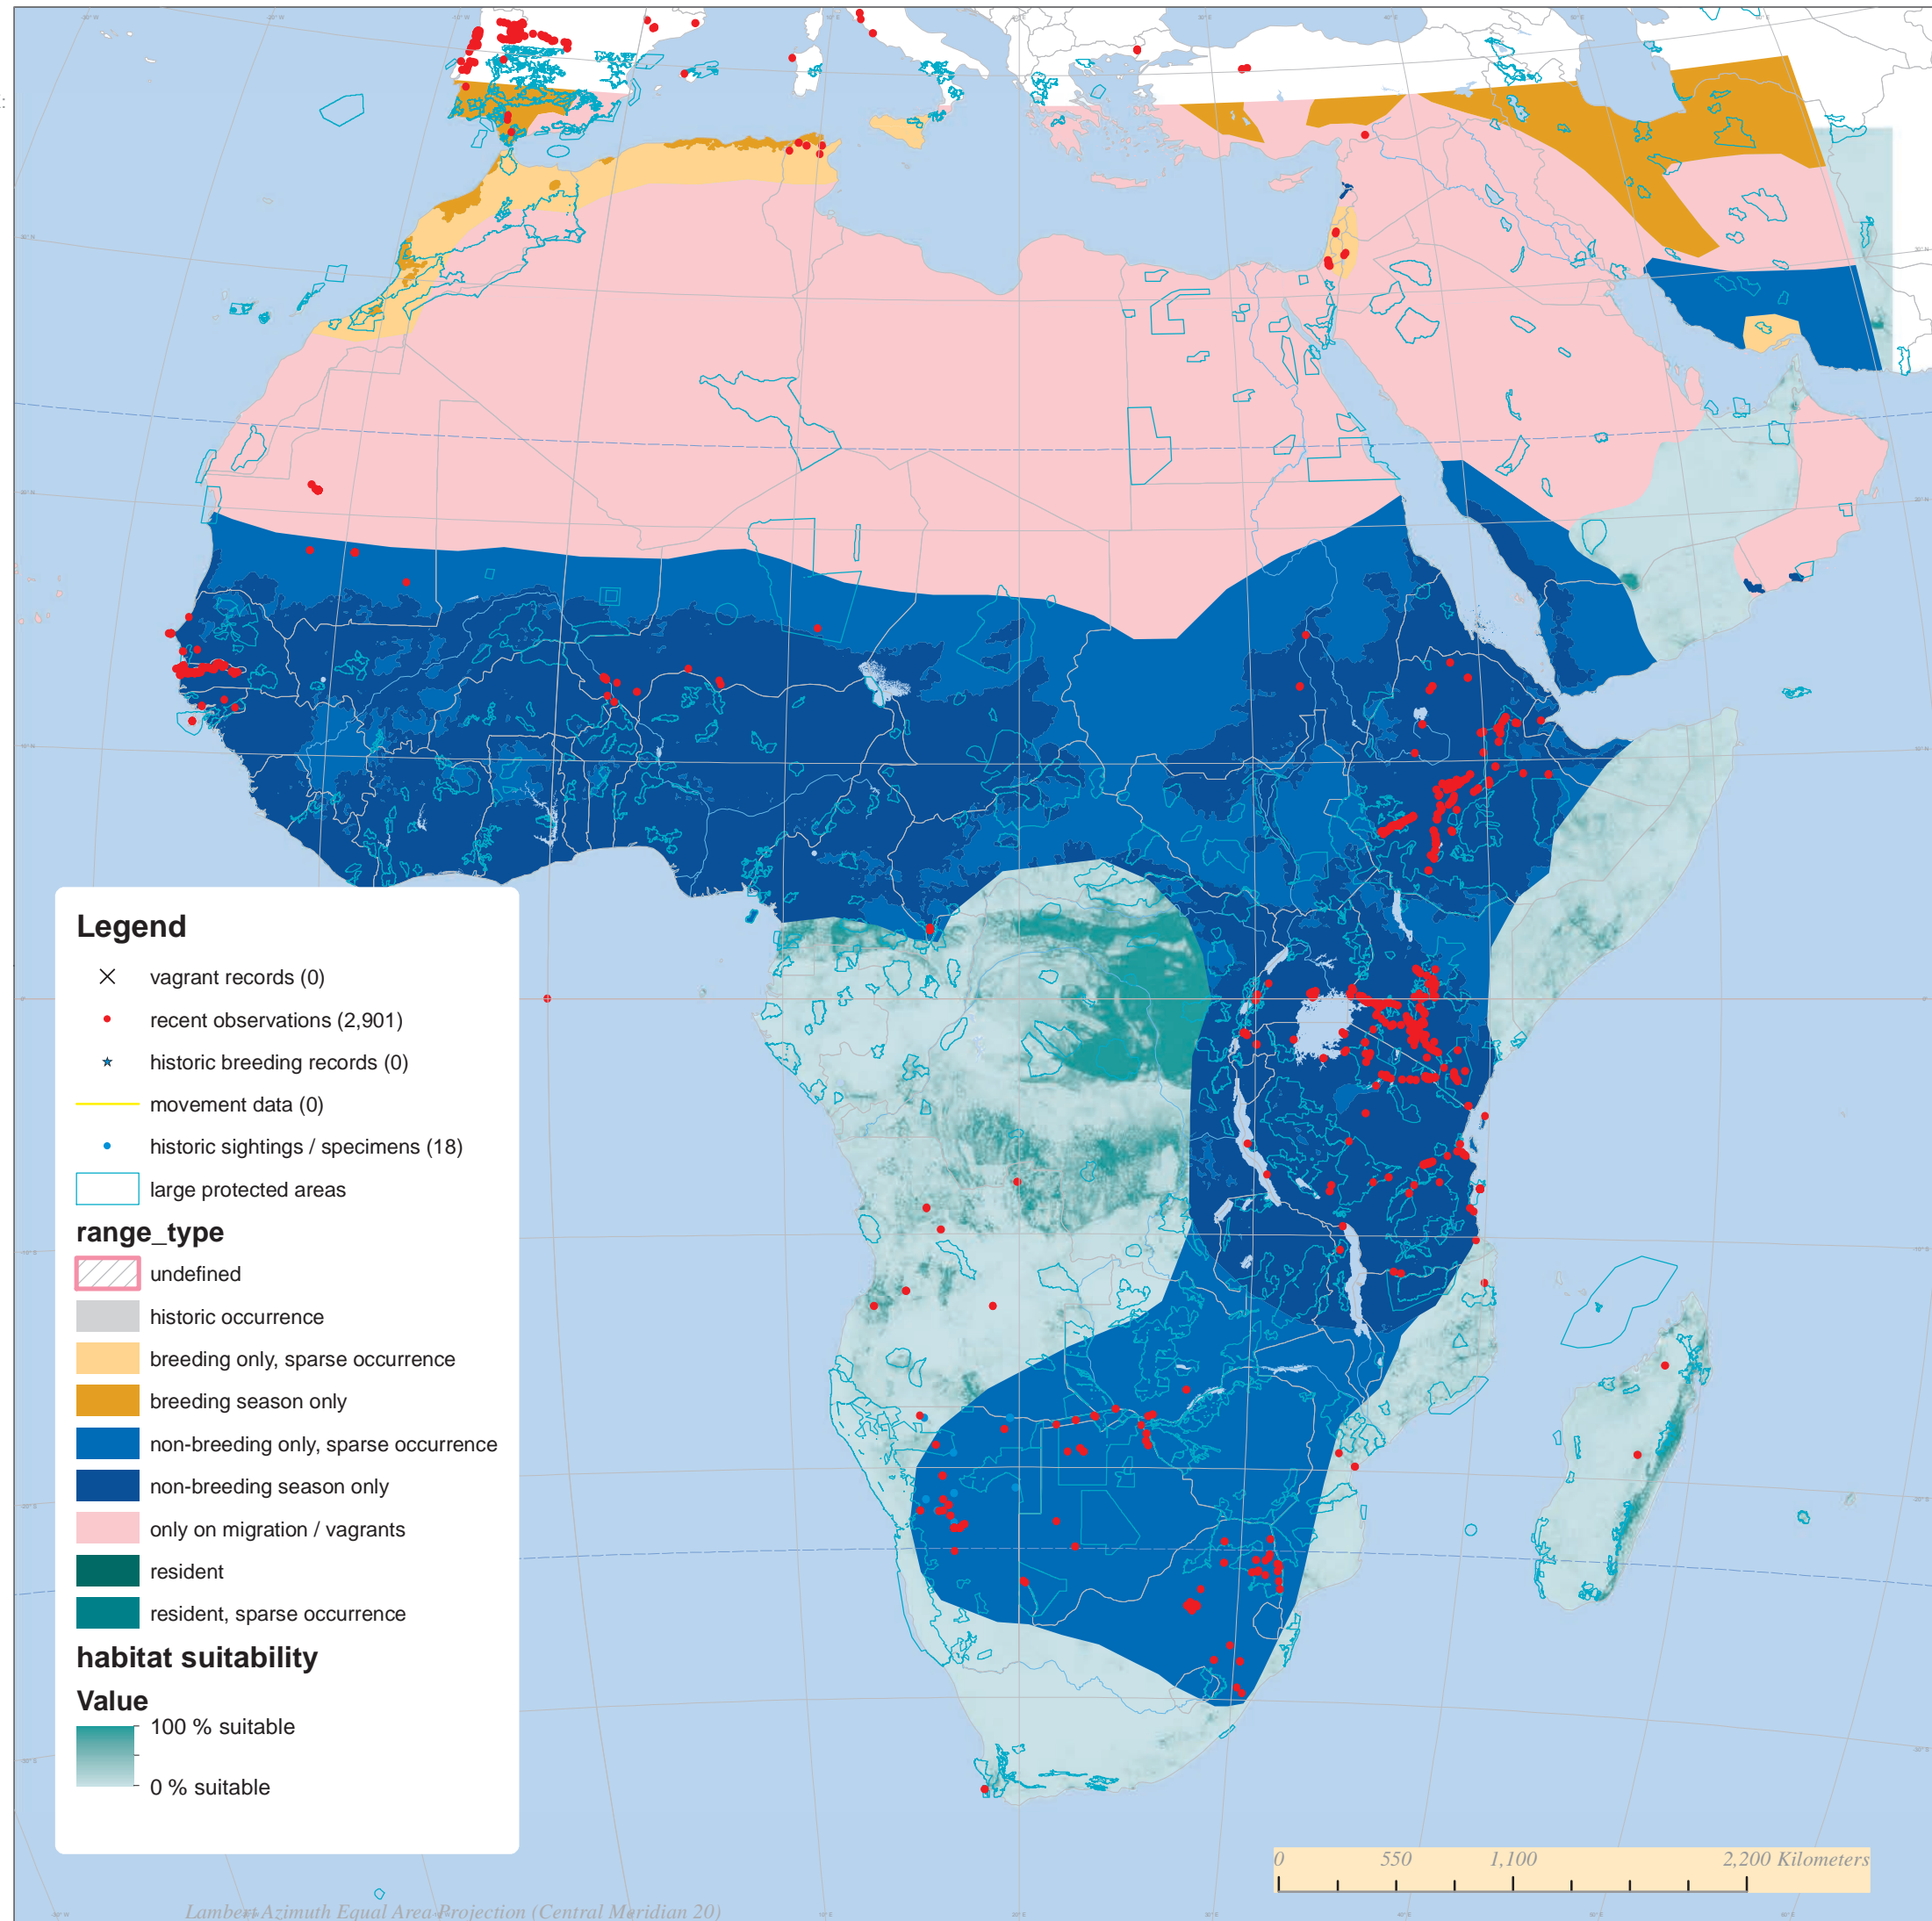 Legend
vagrant records (0)
recent observations (2,901)
historic breeding records (0)
movement data (0)
historic sightings / specimens (18)
large protected areas
range_type
undefined
historic occurrence
breeding only, sparse occurrence
breeding season only
non-breeding only, sparse occurrence
non-breeding season only
only on migration / vagrants
resident
resident, sparse occurrence
habitat suitability
Value
100 % suitable
0 % suitable
0 550 1,100 2,200 Kilometers
Lambert Azimuth Equal Area Projection (Central Meridian 20)